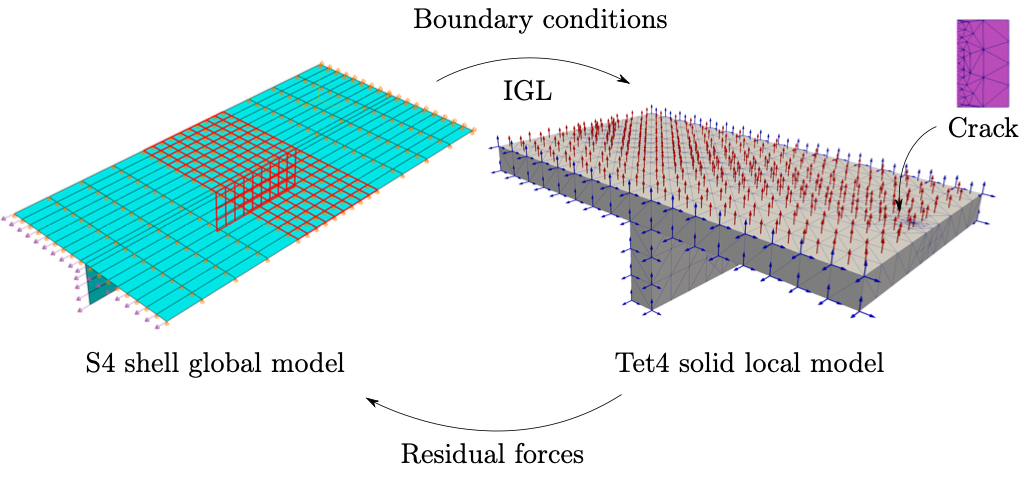 Boundary conditions
IGL
Crack
S4 shell global model
Tet4 solid local model
Residual forces